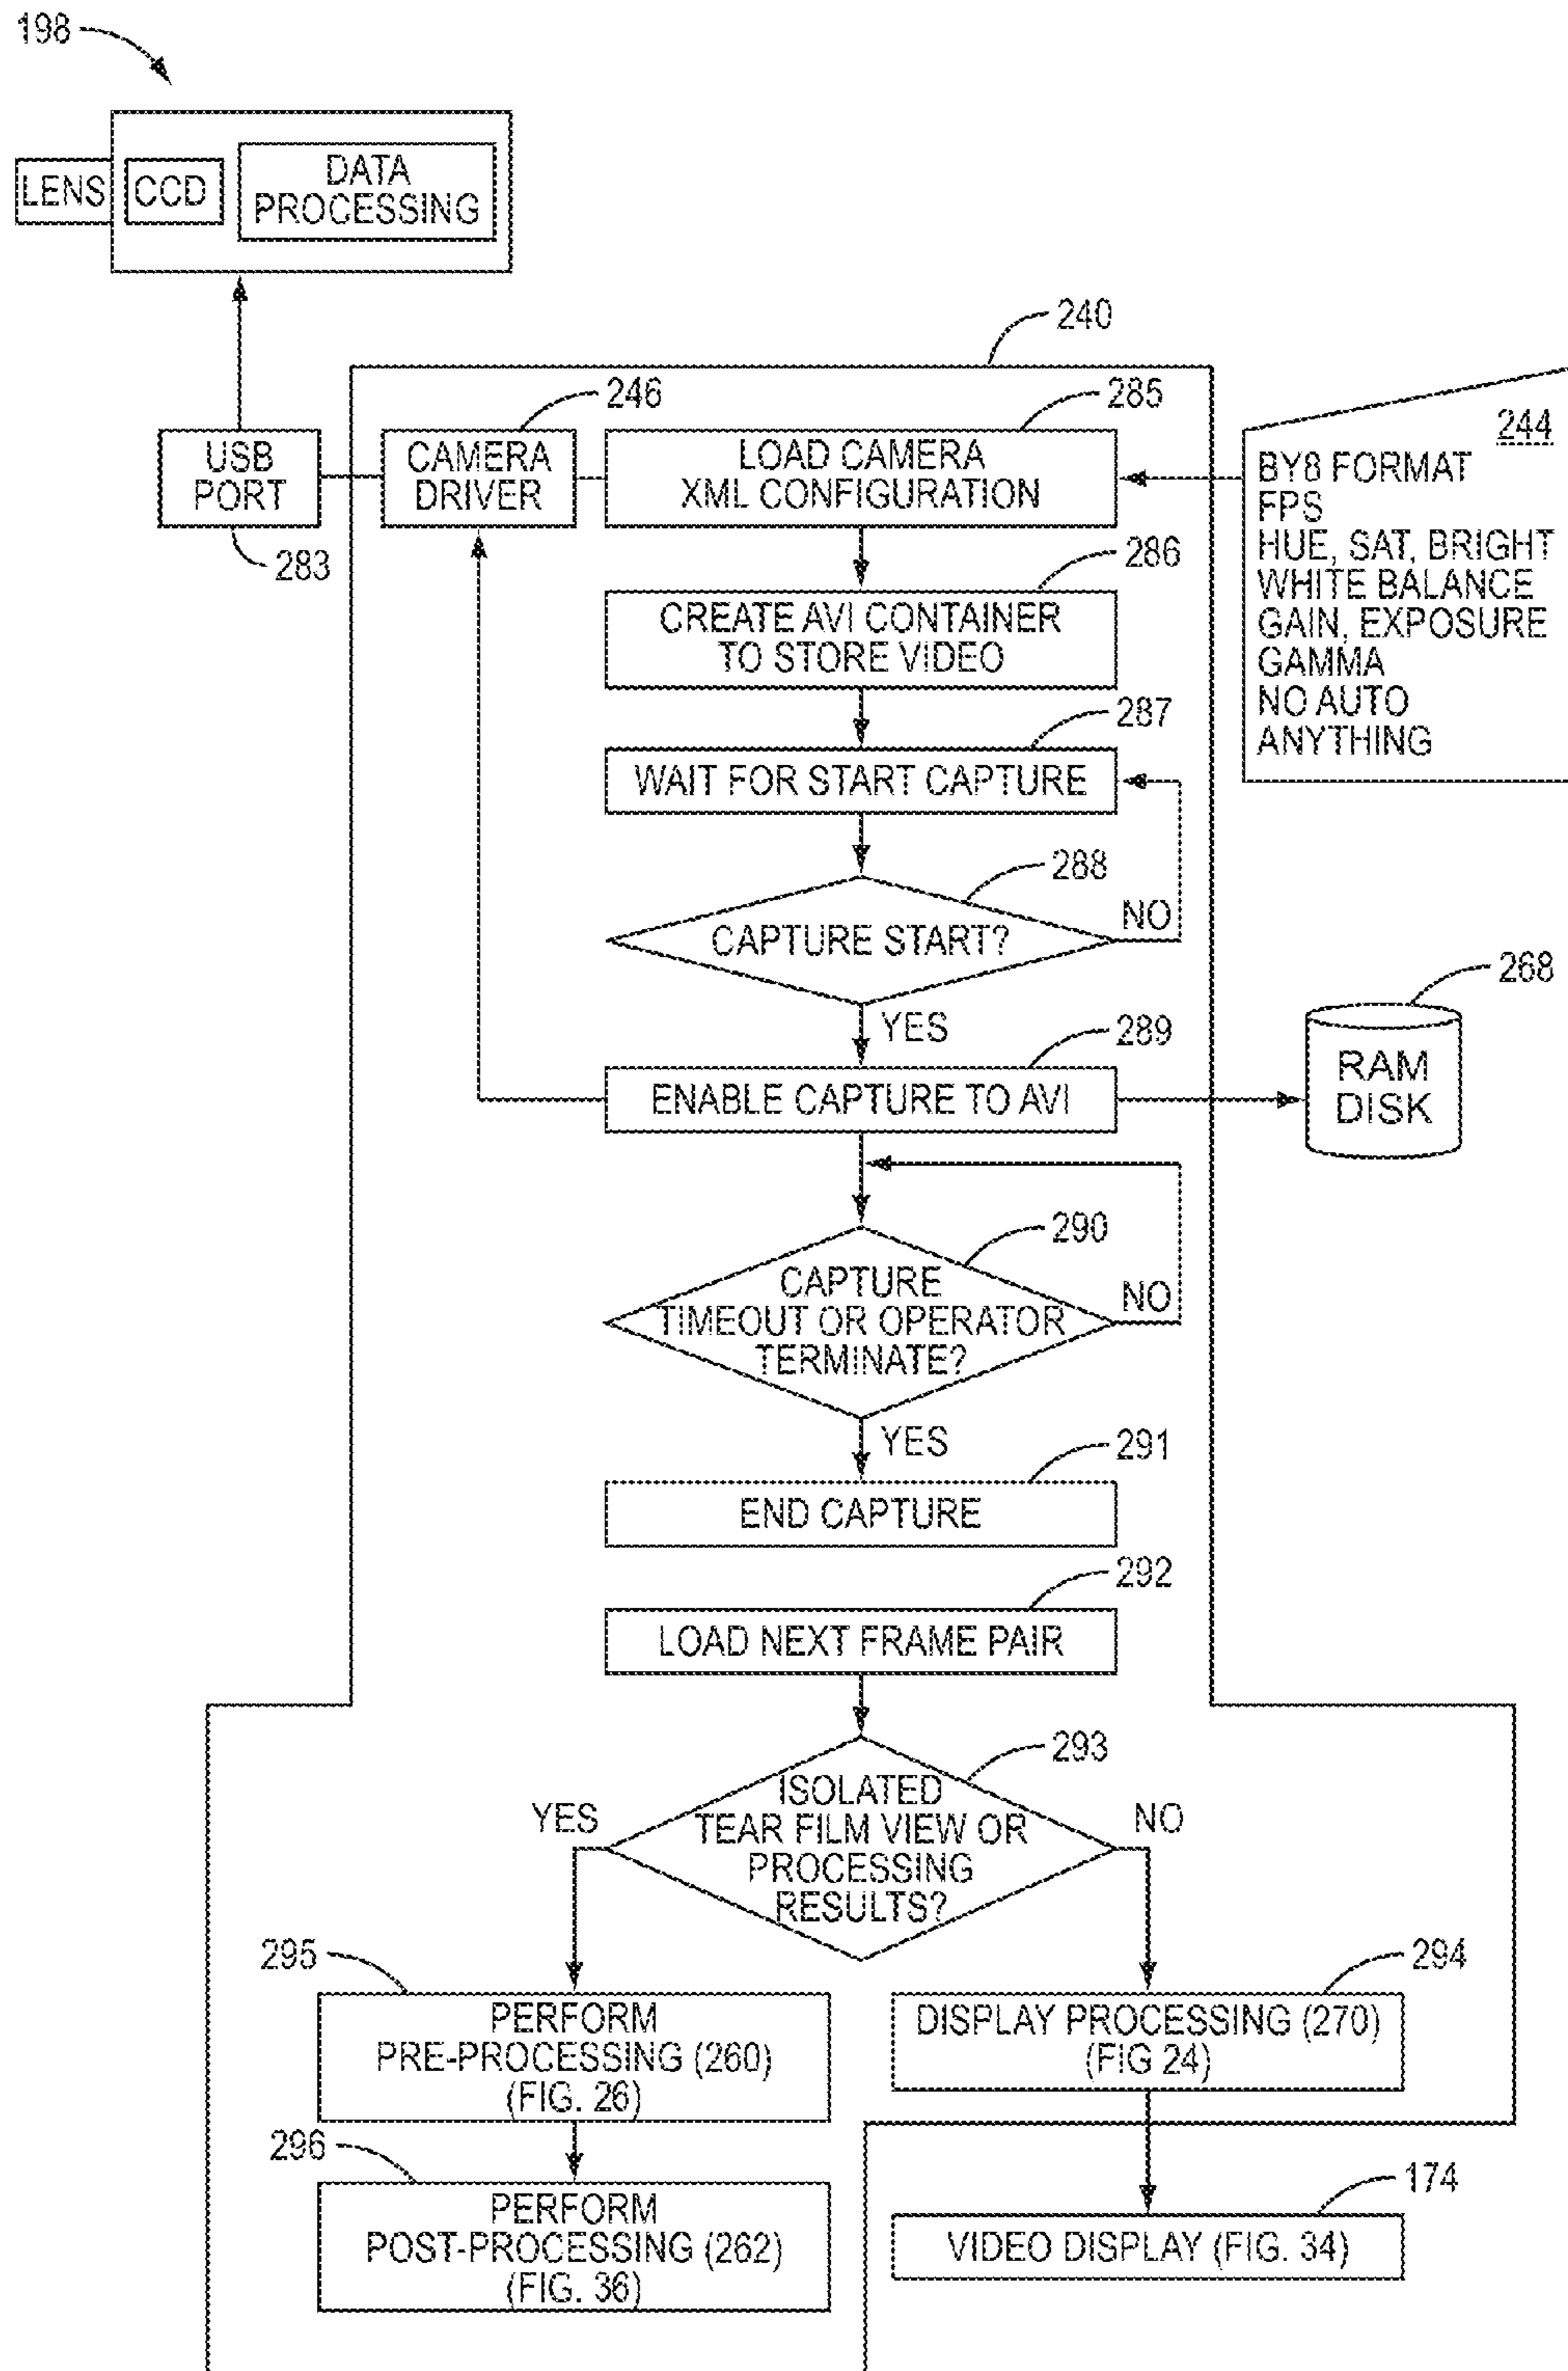 198
LENS
CCD
DATA
PROCESSING
240
246
285
244
USB
PORT
CAMERA
DRIVER
LOAD CAMERA
XML CONFIGURATION
BY8 FORMAT
FPS
HUE, SAT, BRIGHT
WHITE BALANCE
GAIN, EXPOSURE
GAMMA
NO AUTO
ANYTHING
283
286
CREATE AVI CONTAINER
TO STORE VIDEO
287
WAIT FOR START CAPTURE
288
NO
CAPTURE START?
268
YES
289
RAM
DISK
ENABLE CAPTURE TO AVI
290
CAPTURE
TIMEOUT OR OPERATOR
TERMINATE?
NO
YES
291
END CAPTURE
292
LOAD NEXT FRAME PAIR
293
YES
ISOLATED
TEAR FILM VIEW OR
PROCESSING
RESULTS?
NO
295
294
PERFORM
PRE-PROCESSING (260)
(FIG. 26)
DISPLAY PROCESSING (270)
(FIG 24)
296
174
PERFORM
POST-PROCESSING (262)
(FIG. 36)
VIDEO DISPLAY (FIG. 34)